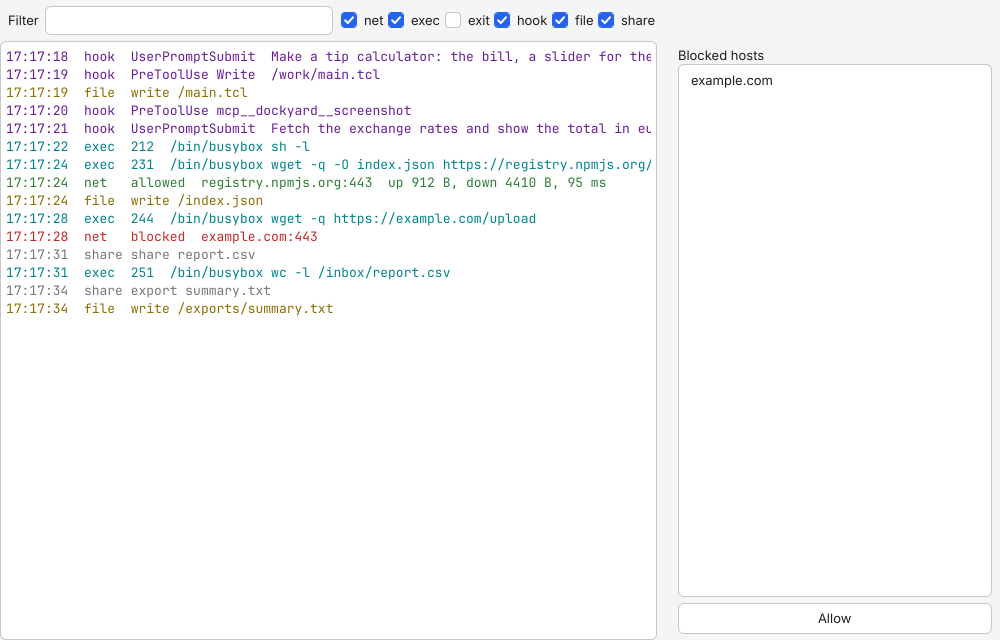 Filter net exec exit hook file share
Blocked hosts
17:17:18 hook UserPromptSubmit Make a tip calculator: the bill, a slider for the
17:17:19 hook PreToolUse Write /work/main.tcl
17:17:19 file write /main.tcl
17:17:20 hook PreToolUse mcp__dockyard__screenshot
17:17:21 hook UserPromptSubmit Fetch the exchange rates and show the total in eu
17:17:22 exec 212 /bin/busybox sh -l
17:17:24 exec 231 /bin/busybox wget -q -O index.json https://registry.npmjs.org/
17:17:24 net allowed registry.npmjs.org:443 up 912 B, down 4410 B, 95 ms
17:17:24 file write /index.json
17:17:28 exec 244 /bin/busybox wget -q https://example.com/upload
17:17:28 net blocked example.com:443
17:17:31 share share report.csv
17:17:31 exec 251 /bin/busybox wc -l /inbox/report.csv
17:17:34 share export summary.txt
17:17:34 file write /exports/summary.txt
example.com
Allow